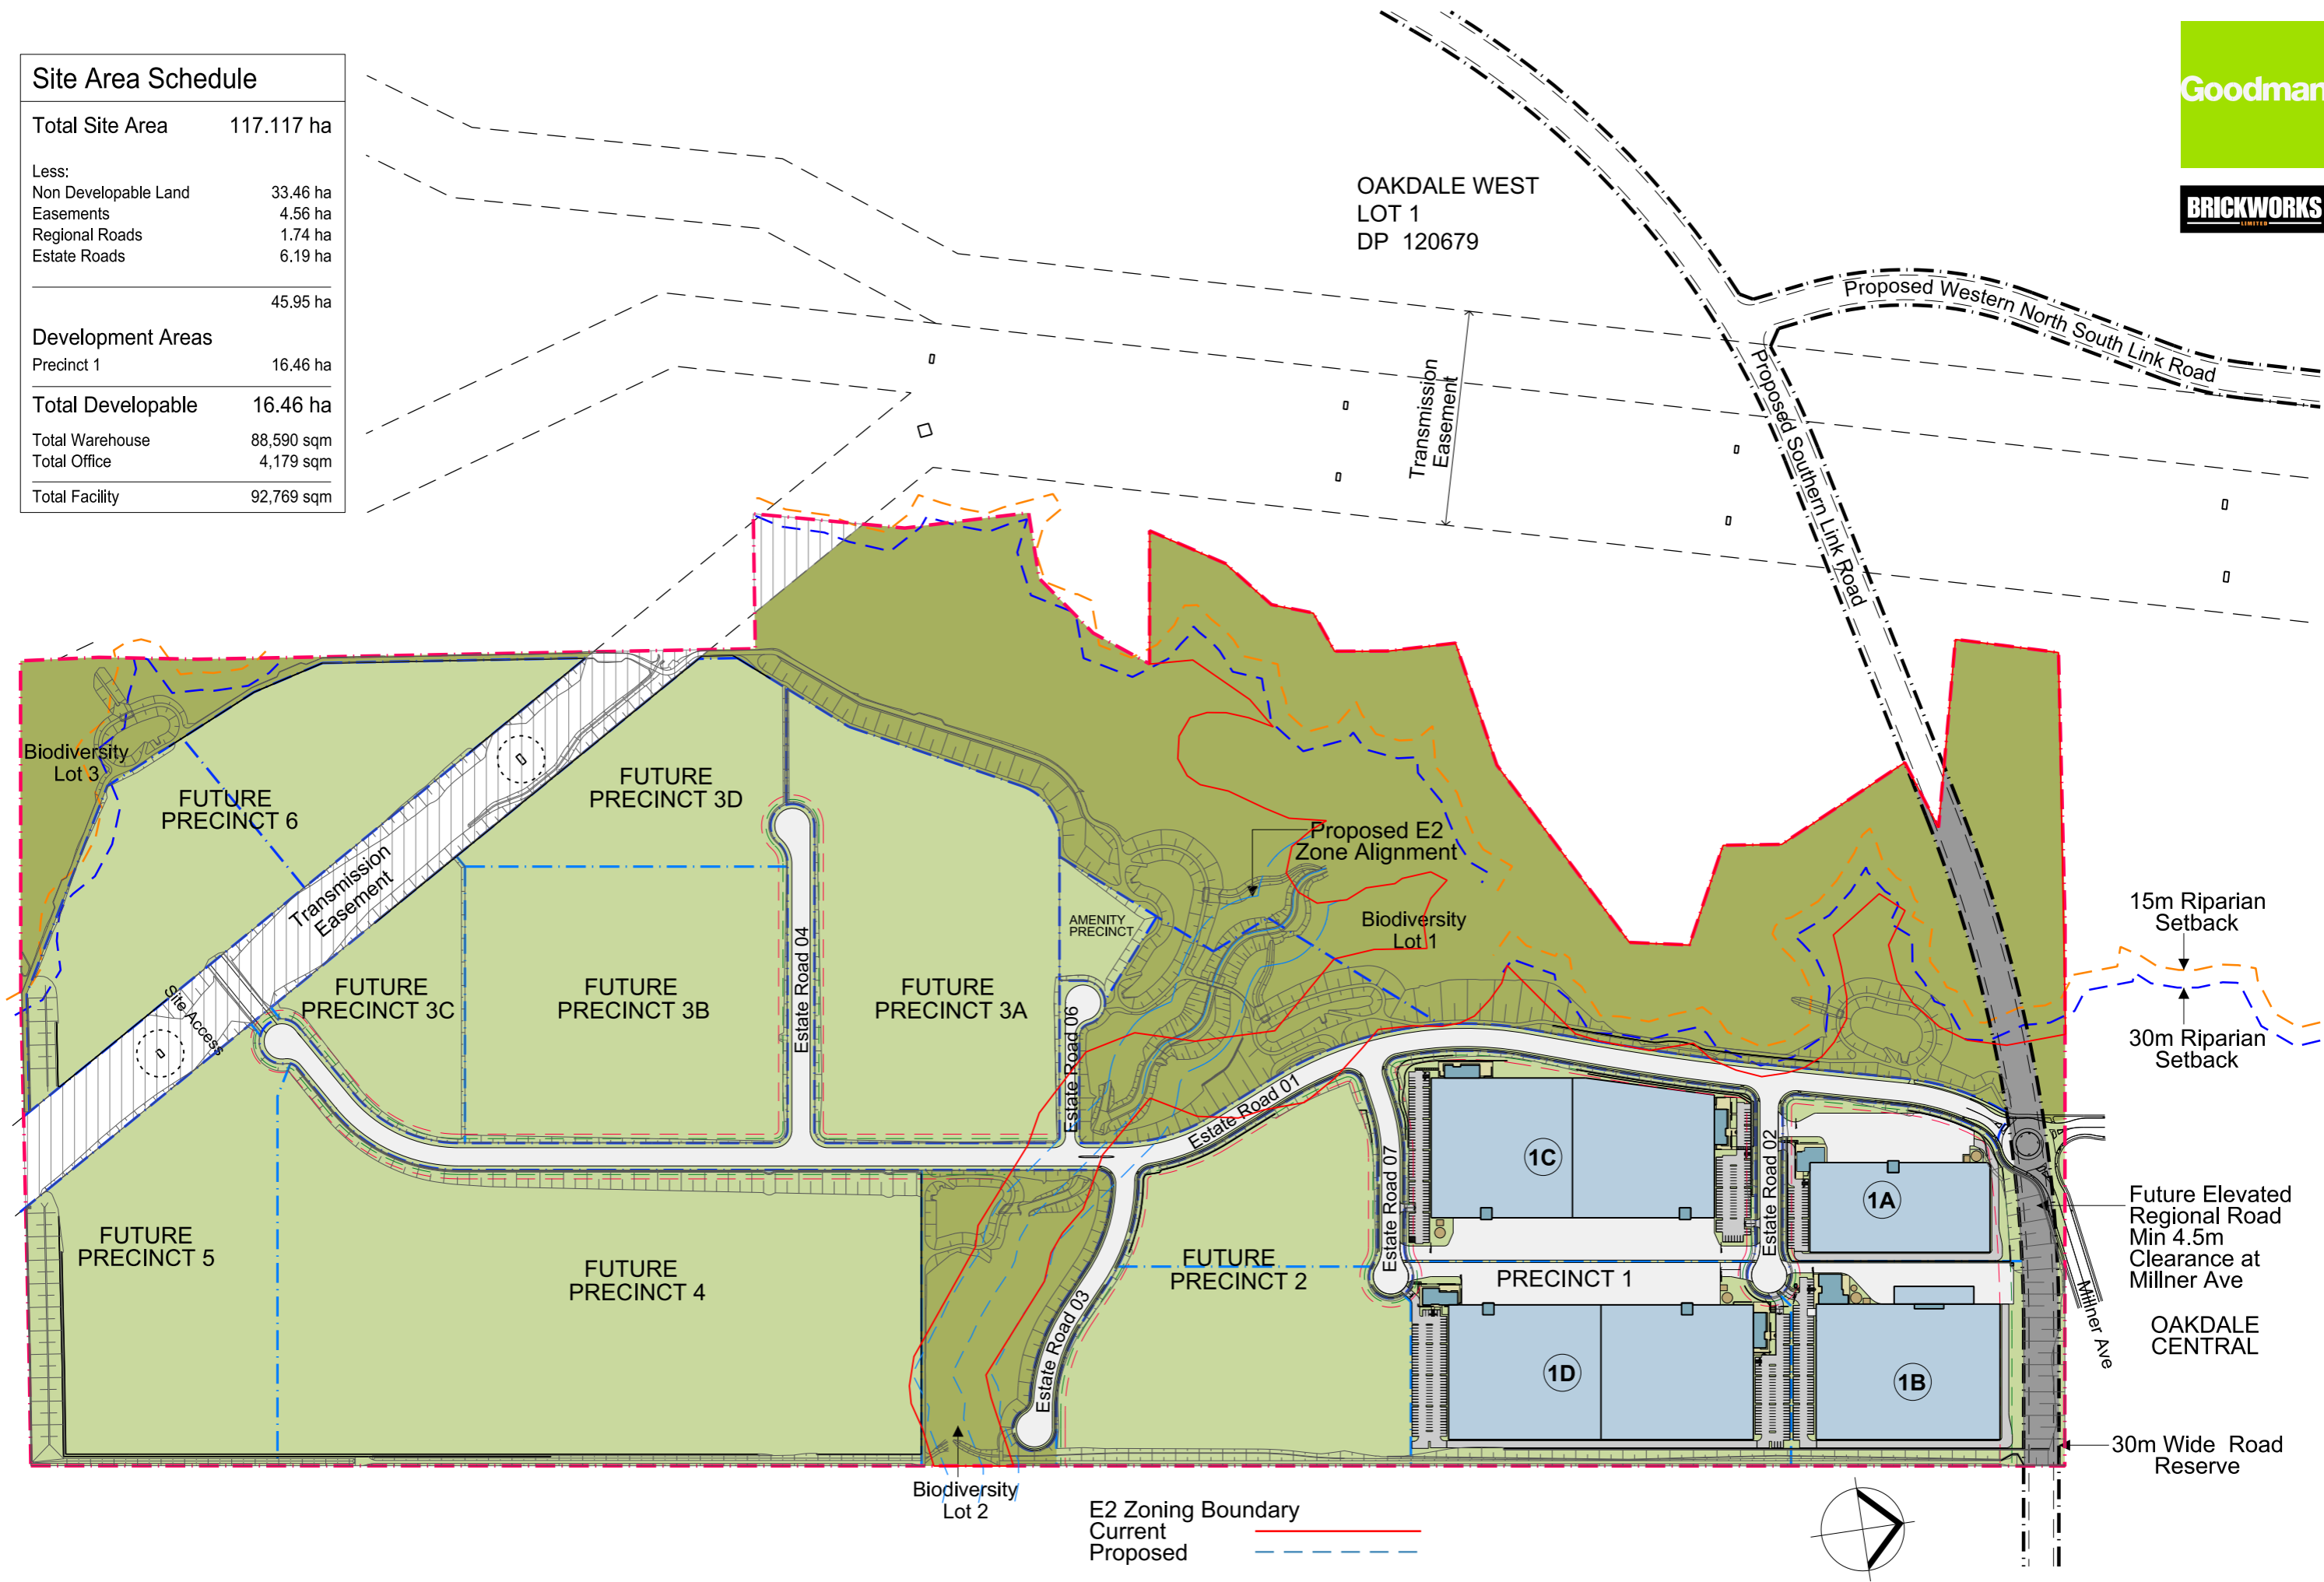 Site Area Schedule
Total Site Area 117.117 ha
Less:
Non Developable Land 33.46 ha
Easements 4.56 ha
Regional Roads 1.74 ha
Estate Roads 6.19 ha
45.95 ha
Development Areas
Precinct 1 16.46 ha
Total Developable 16.46 ha
Total Warehouse 88,590 sqm
Total Office 4,179 sqm
Total Facility 92,769 sqm
Goodman
BRICKWORKS
LIMITED
OAKDALE WEST
LOT 1
DP 120679
Proposed Western North South Link Road
Proposed Southern Link Road
Transmission
Easement
Biodiversity
Lot 3
FUTURE
PRECINCT 6
FUTURE
PRECINCT 3D
Transmission
Easement
Site Access
Proposed E2
Zone Alignment
Biodiversity
Lot 1
AMENITY
PRECINCT
FUTURE
PRECINCT 3C
FUTURE
PRECINCT 3B
Estate Road 04
FUTURE
PRECINCT 3A
Estate Road 06
Estate Road 01
15m Riparian
Setback
30m Riparian
Setback
FUTURE
PRECINCT 5
FUTURE
PRECINCT 4
Estate Road 03
FUTURE
PRECINCT 2
Estate Road 07
1C
Estate Road 02
1A
PRECINCT 1
1D
1B
Future Elevated
Regional Road
Min 4.5m
Clearance at
Millner Ave
Millner Ave
OAKDALE
CENTRAL
30m Wide Road
Reserve
Biodiversity
Lot 2
E2 Zoning Boundary
Current
Proposed